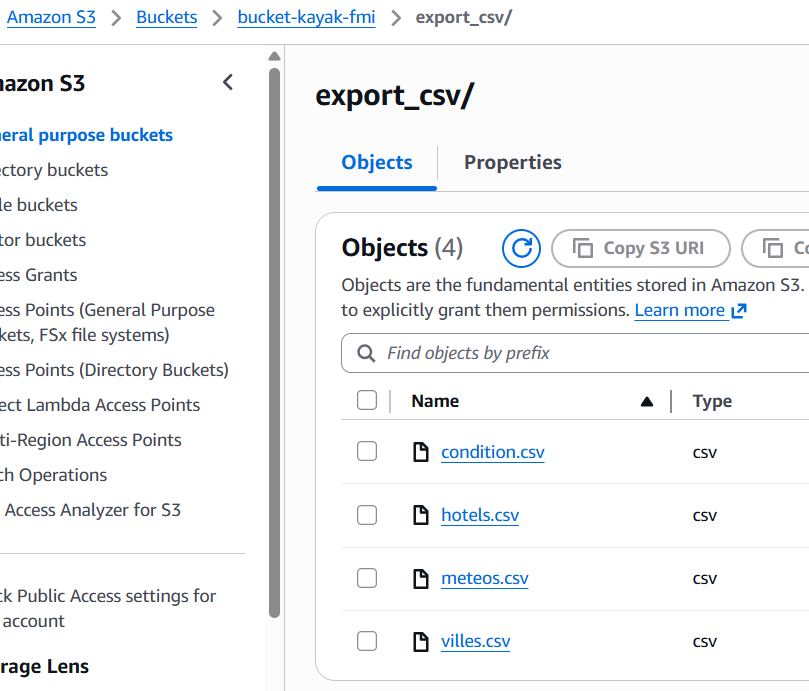 Amazon S3 > Buckets > bucket-kayak-fmi > export_csv/
nazon S3
neral purpose buckets
ectory buckets
le buckets
tor buckets
ess Grants
ess Points (General Purpose
kets, FSx file systems)
ess Points (Directory Buckets)
ect Lambda Access Points
ti-Region Access Points
ch Operations
Access Analyzer for S3
ck Public Access settings for
account
rage Lens
export_csv/
Objects
Properties
Objects (4)
Copy S3 URI
Co
Objects are the fundamental entities stored in Amazon S3.
to explicitly grant them permissions. Learn more
Find objects by prefix
Name
Type
condition.csv
csv
hotels.csv
csv
meteos.csv
csv
villes.csv
csv